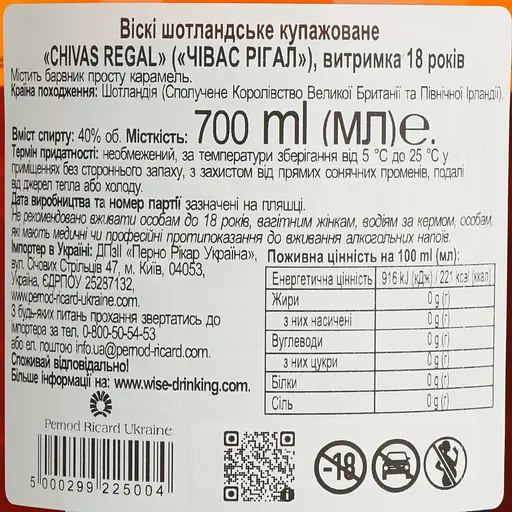 Віскі шотландське купажоване
«CHIVAS REGAL» («ЧІВАС РІГАЛ»), витримка 18 років
Містить барвник просту карамель.
Країна походження: Шотландія (Сполучене Королівство Великої Британії та Північної Ірландії).
Вміст спирту: 40% об. Місткість: 700 ml (МЛ)e.
Термін придатності: необмежений, за температури зберігання від 5 °С до 25 °С у
приміщеннях без стороннього запаху, з захистом від прямих сонячних променів, подалі
від джерел тепла або холоду.
Дата виробництва та номер партії зазначені на пляшці.
Не рекомендовано вживати особам до 18 років, вагітним жінкам, водіям за кермом, особам,
які мають медичні чи професійні протипоказання до вживання алкогольних напоїв.
Імпортер в Україні: ДПзІІ «Перно Рікар Україна»,
вул. Січових Стрільців 47, м. Київ, 04053,
Україна, ЄДРПОУ 25287132,
www.pernod-ricard-ukraine.com
З будь-яких питань прохання звертатись до
імпортера за тел. 0-800-50-54-53
або ел. поштою info.ua@pernod-ricard.com.
Споживай відповідально!
Більше інформації на: www.wise-drinking.com.
Поживна цінність на 100 ml (мл):
Енергетична цінність 916 kJ (кДж) / 221 kcal (ккал)
Жири 0 g (г)
з них насичені 0 g (г)
Вуглеводи 0 g (г)
з них цукри 0 g (г)
Білки 0 g (г)
Сіль 0 g (г)
Pernod Ricard Ukraine
5 000299 225004
-18